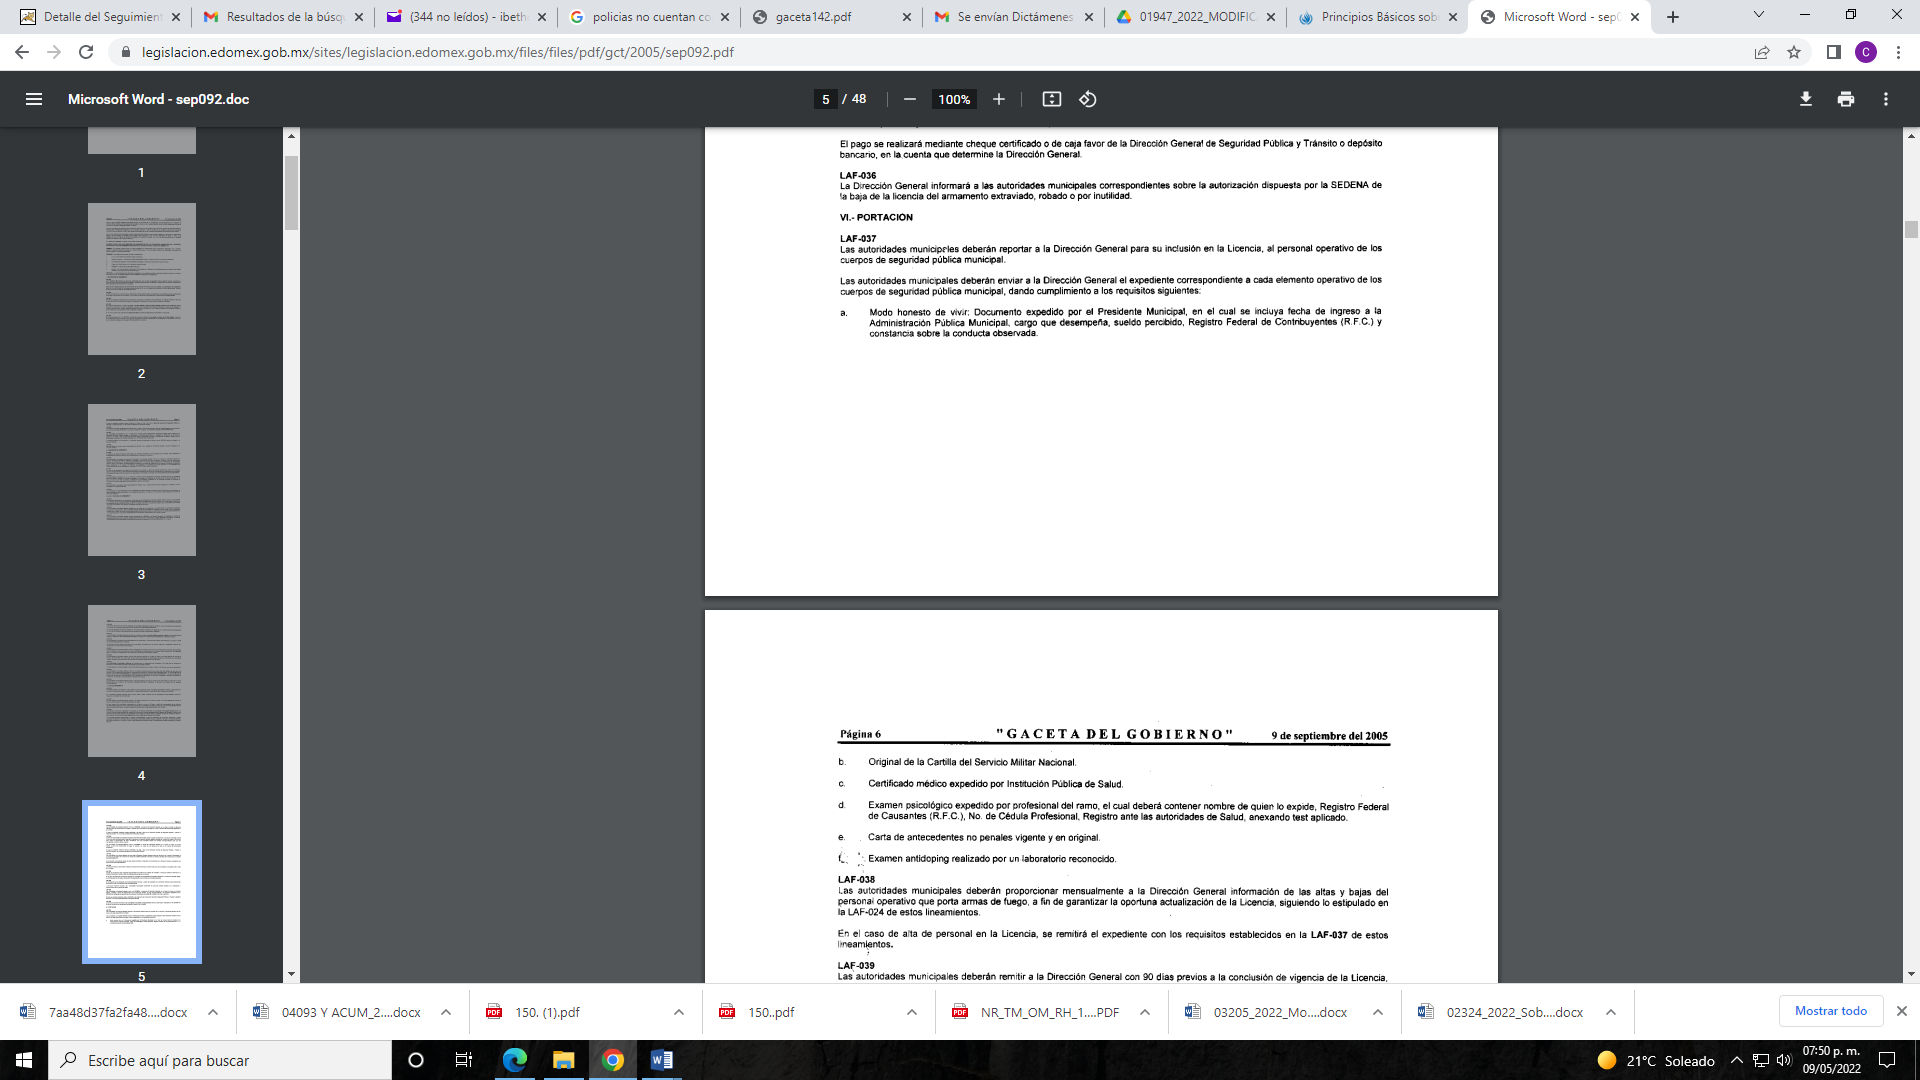 Detalle del Seguimient
Resultados de la búsqu
(344 no leídos) - ibeth
policias no cuentan co
gaceta142.pdf
Se envían Dictámenes
01947_2022_MODIFIC
Principios Básicos sob
Microsoft Word - sep0
legislacion.edomex.gob.mx/sites/legislacion.edomex.gob.mx/files/files/pdf/gct/2005/sep092.pdf
C
Microsoft Word - sep092.doc
5 / 48
100%
1
2
3
4
5
El pago se realizará mediante cheque certificado o de caja favor de la Dirección General de Seguridad Pública y Tránsito o depósito
bancario, en la cuenta que determine la Dirección General.
LAF-036
La Dirección General informará a las autoridades municipales correspondientes sobre la autorización dispuesta por la SEDENA de
la baja de la licencia del armamento extraviado, robado o por inutilidad.
VI.- PORTACION
LAF-037
Las autoridades municipales deberán reportar a la Dirección General para su inclusión en la Licencia, al personal operativo de los
cuerpos de seguridad pública municipal.
Las autoridades municipales deberán enviar a la Dirección General el expediente correspondiente a cada elemento operativo de los
cuerpos de seguridad pública municipal, dando cumplimiento a los requisitos siguientes:
a. Modo honesto de vivir: Documento expedido por el Presidente Municipal, en el cual se incluya fecha de ingreso a la
Administración Pública Municipal, cargo que desempeña, sueldo percibido, Registro Federal de Contribuyentes (R.F.C.) y
constancia sobre la conducta observada.
Página 6 "GACETA DEL GOBIERNO" 9 de septiembre del 2005
b. Original de la Cartilla del Servicio Militar Nacional.
c. Certificado médico expedido por Institución Pública de Salud.
d. Examen psicológico expedido por profesional del ramo, el cual deberá contener nombre de quien lo expide, Registro Federal
de Causantes (R.F.C.), No. de Cédula Profesional, Registro ante las autoridades de Salud, anexando test aplicado.
e. Carta de antecedentes no penales vigente y en original.
f. Examen antidoping realizado por un laboratorio reconocido.
LAF-038
Las autoridades municipales deberán proporcionar mensualmente a la Dirección General información de las altas y bajas del
personal operativo que porta armas de fuego, a fin de garantizar la oportuna actualización de la Licencia, siguiendo lo estipulado en
la LAF-024 de estos lineamientos.
En el caso de alta de personal en la Licencia, se remitirá el expediente con los requisitos establecidos en la LAF-037 de estos
lineamientos.
LAF-039
Las autoridades municipales deberán remitir a la Dirección General con 90 días previos a la conclusión de vigencia de la Licencia,
7aa48d37fa2fa48....docx
04093 Y ACUM_2....docx
150. (1).pdf
150..pdf
NR_TM_OM_RH_1....PDF
03205_2022_Mo....docx
02324_2022_Sob....docx
Mostrar todo
Escribe aquí para buscar
21°C Soleado
07:50 p. m.
09/05/2022